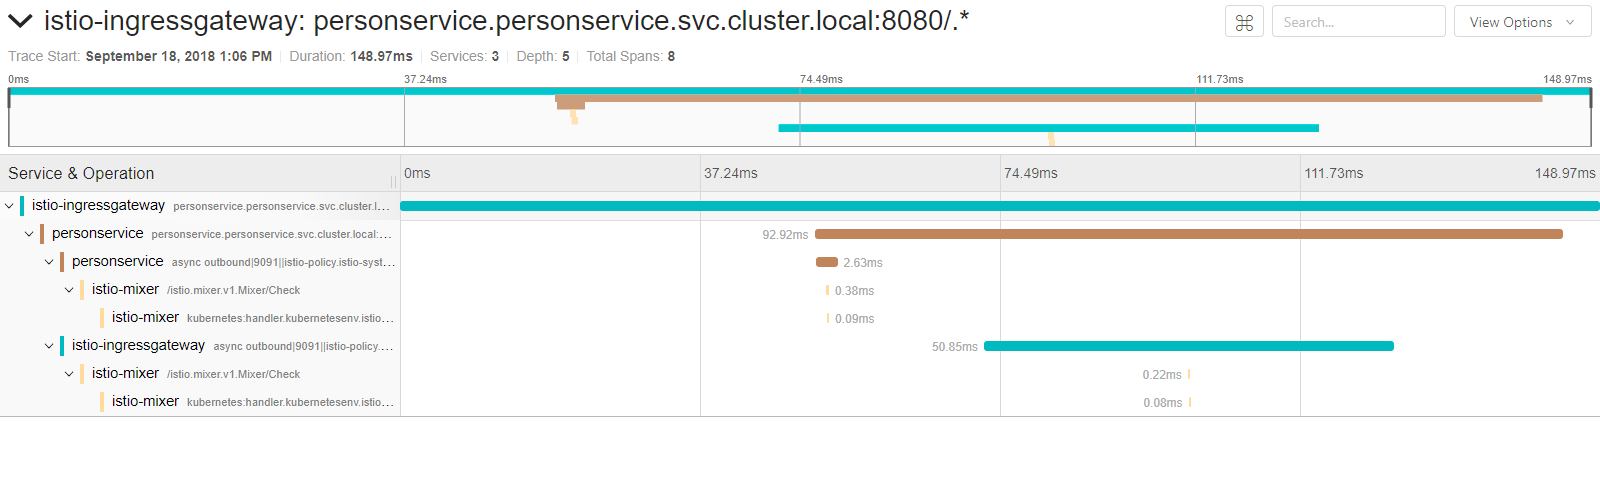 istio-ingressgateway: personservice.personservice.svc.cluster.local:8080/.*
⌘ Search... View Options
Trace Start: September 18, 2018 1:06 PM Duration: 148.97ms Services: 3 Depth: 5 Total Spans: 8
0ms 37.24ms 74.49ms 111.73ms 148.97ms
Service & Operation 0ms 37.24ms 74.49ms 111.73ms 148.97ms
istio-ingressgateway personservice.personservice.svc.cluster.l...
personservice personservice.personservice.svc.cluster.local:... 92.92ms
personservice async outbound|9091||istio-policy.istio-syst... 2.63ms
istio-mixer /istio.mixer.v1.Mixer/Check 0.38ms
istio-mixer kubernetes:handler.kubernetesenv.istio... 0.09ms
istio-ingressgateway async outbound|9091||istio-policy.... 50.85ms
istio-mixer /istio.mixer.v1.Mixer/Check 0.22ms
istio-mixer kubernetes:handler.kubernetesenv.istio... 0.08ms